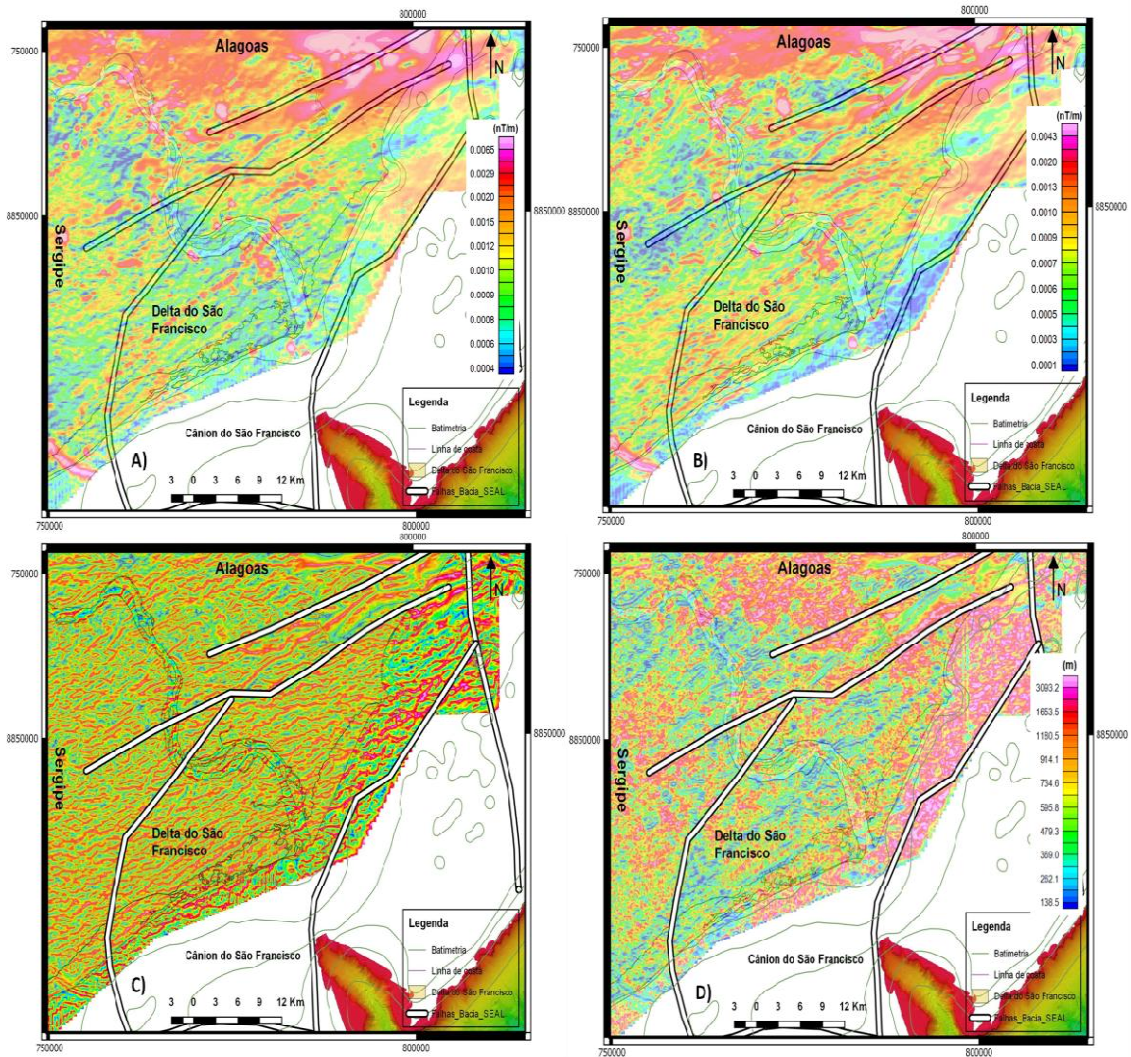 800000
750000
Alagoas
N
(nT/m)
0.0065
0.0029
0.0020
0.0015
0.0012
0.0010
0.0009
0.0008
0.0007
0.0006
0.0004
8850000
Sergipe
Delta do São
Francisco
Cânion do São Francisco
A)
3 0 3 6 9 12 Km
Legenda
Batimetria
Linha de costa
Delta do São Francisco
Falhas_Bacia_SEAL
750000
800000
800000
750000
Alagoas
N
(nT/m)
0.0043
0.0020
0.0013
0.0010
0.0009
0.0007
0.0006
0.0005
0.0003
0.0001
8850000
8850000
Sergipe
Delta do São
Francisco
Cânion do São Francisco
B)
3 0 3 6 9 12 Km
Legenda
Batimetria
Linha de costa
Delta do São Francisco
Falhas_Bacia_SEAL
750000
800000
800000
750000
Alagoas
N
8850000
Sergipe
Delta do São
Francisco
Cânion do São Francisco
C)
3 0 3 6 9 12 Km
Legenda
Batimetria
Linha de costa
Delta do São Francisco
Falhas_Bacia_SEAL
750000
800000
800000
750000
Alagoas
N
(m)
3093.2
1653.5
1180.5
914.1
734.0
595.8
479.3
369.0
262.1
138.5
8850000
8850000
Sergipe
Delta do São
Francisco
Cânion do São Francisco
D)
3 0 3 6 9 12 Km
Legenda
Batimetria
Linha de costa
Delta do São Francisco
Falhas_Bacia_SEAL
750000
800000